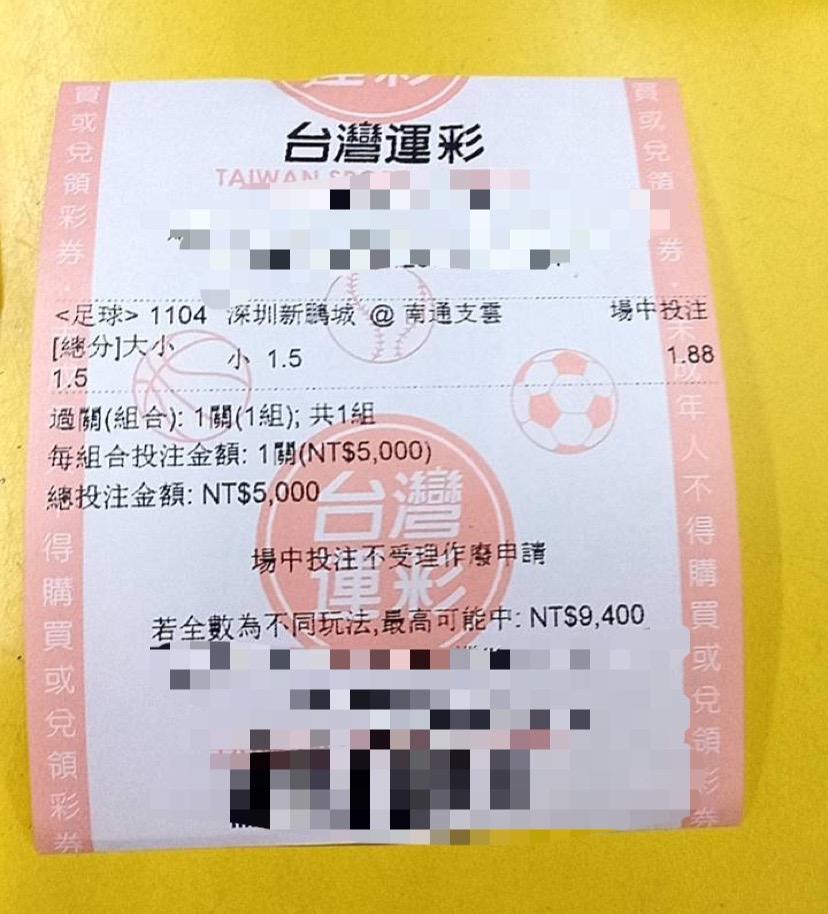 台灣運彩
TAIWAN SPO
<足球> 1104 深圳新鵬城 @ 南通支雲 場中投注
[總分]大小 小 1.5 1.88
1.5
過關(組合): 1關(1組); 共1組
每組合投注金額: 1關(NT$5,000)
總投注金額: NT$5,000
台灣
運彩
場中投注不受理作廢申請
若全數為不同玩法,最高可能中: NT$9,400
買或兌領彩券
得購買或兌領彩券
買或兌領
券.未
成年人不得購買或兌領彩券